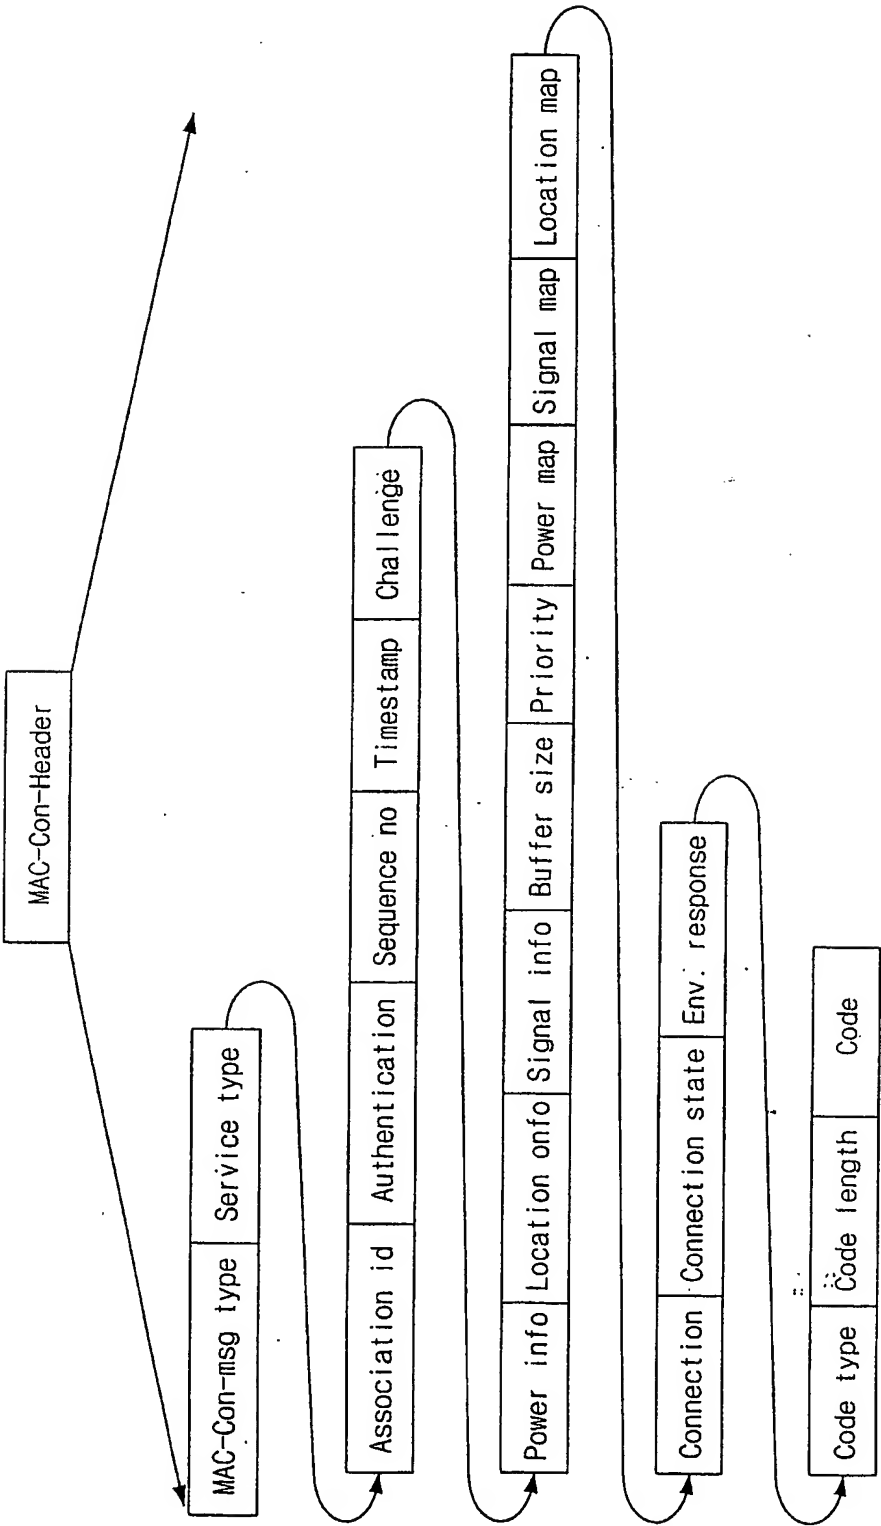 MAC-Con-Header
MAC-Con-msg type Service type
Association id Authentication Sequence no Timestamp Challenge
Power info Location onfo Signal info Buffer size Priority Power map Signal map Location map
Connection Connection state Env. response
Code type Code length Code